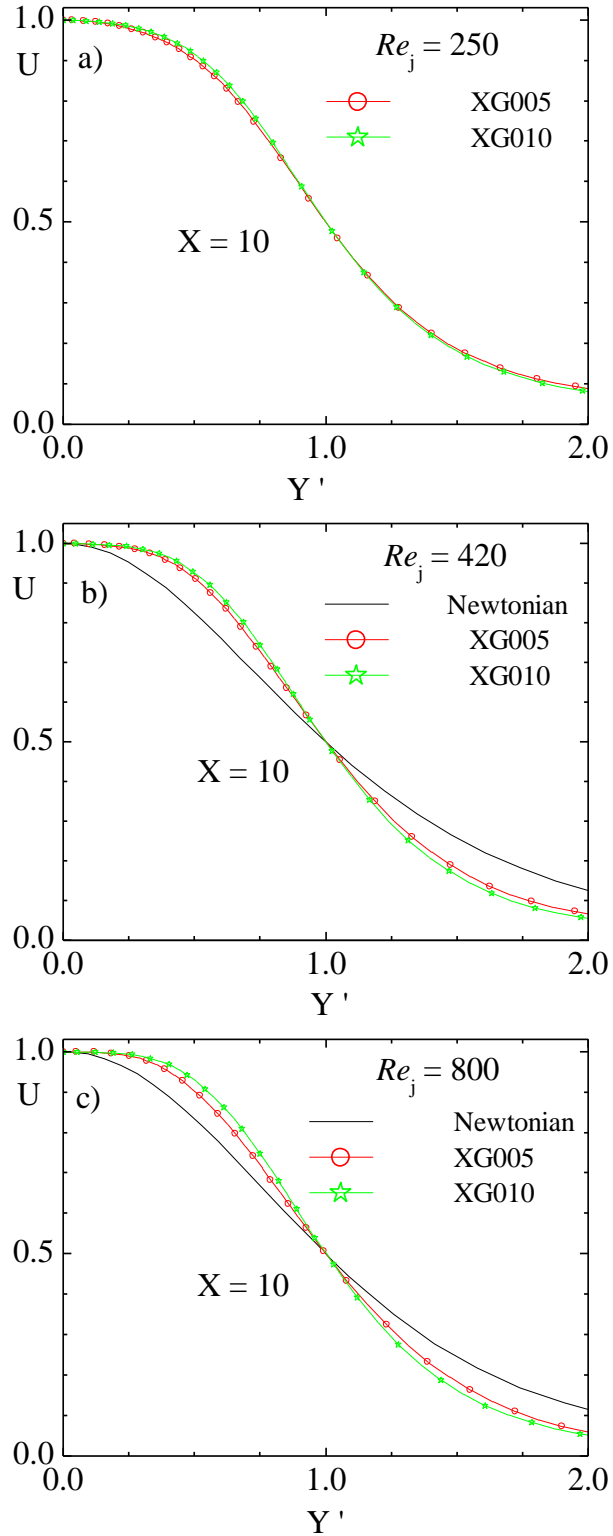 1.0
U
a)
Re_j = 250
XG005
XG010
0.5
X = 10
0.0
0.0 1.0 2.0
Y '
1.0
U
b)
Re_j = 420
Newtonian
XG005
XG010
0.5
X = 10
0.0
0.0 1.0 2.0
Y '
1.0
U
c)
Re_j = 800
Newtonian
XG005
XG010
0.5
X = 10
0.0
0.0 1.0 2.0
Y '